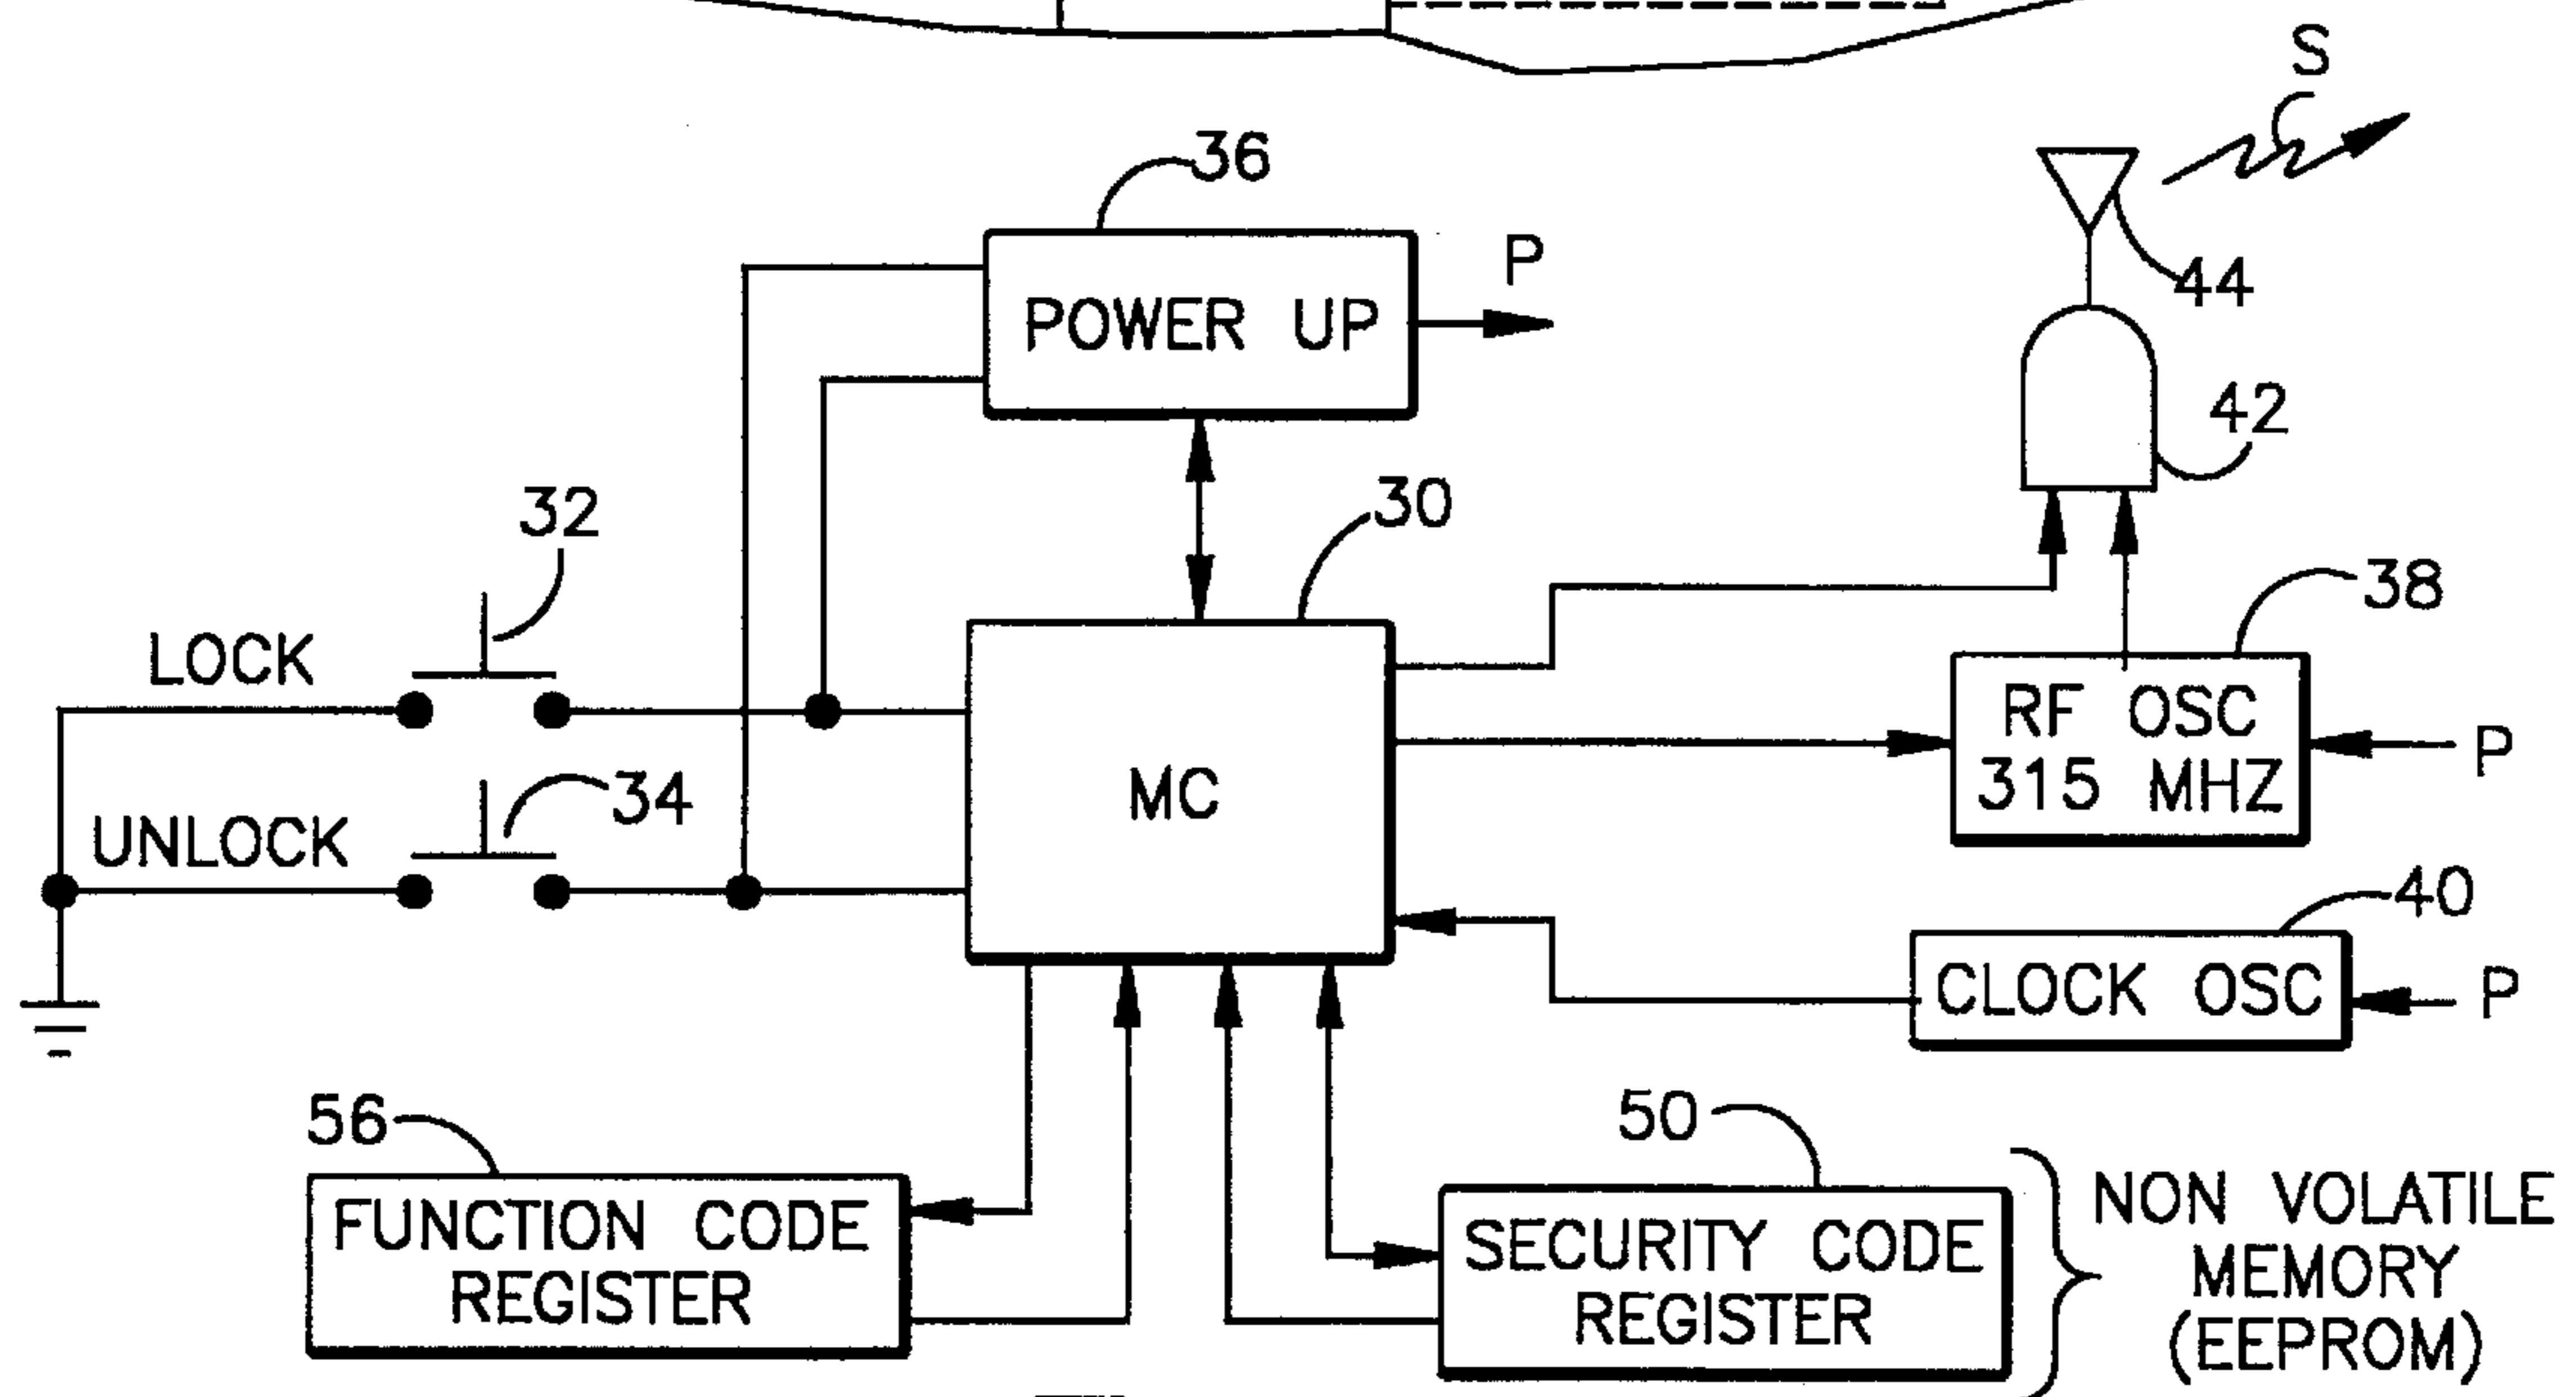 S
36
P
POWER UP
44
42
32
30
38
LOCK
RF OSC
315 MHZ
P
MC
34
UNLOCK
40
CLOCK OSC
P
56
50
FUNCTION CODE
REGISTER
SECURITY CODE
REGISTER
NON VOLATILE
MEMORY
(EEPROM)